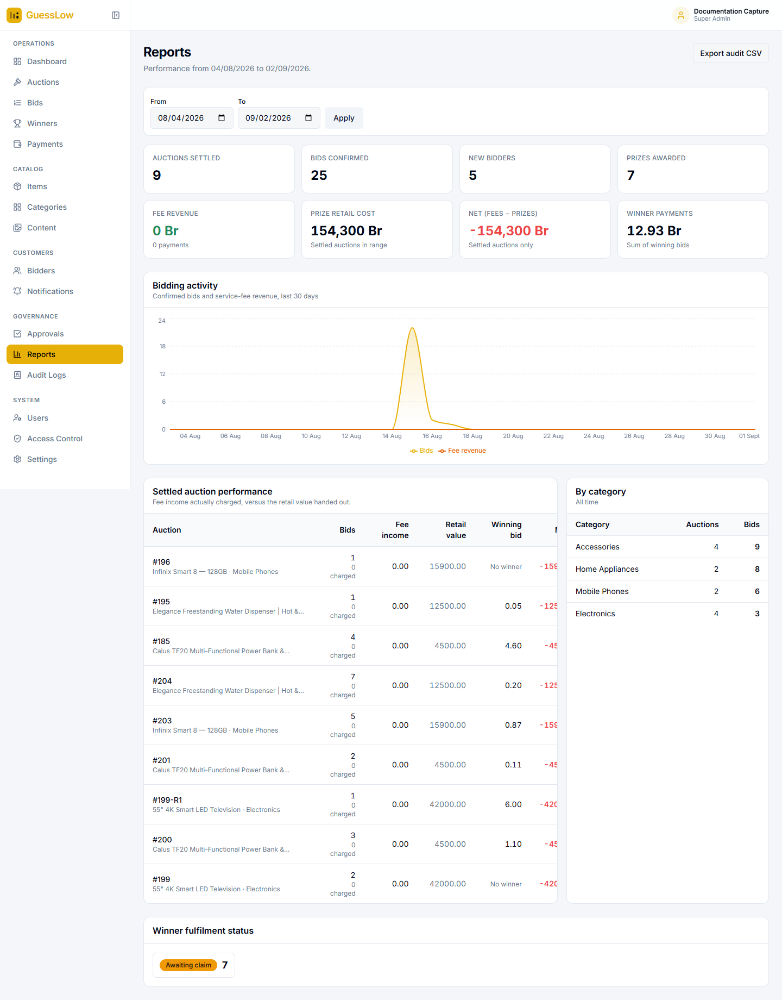 GuessLow
Documentation Capture
Super Admin
OPERATIONS
Dashboard
Auctions
Bids
Winners
Payments
CATALOG
Items
Categories
Content
CUSTOMERS
Bidders
Notifications
GOVERNANCE
Approvals
Reports
Audit Logs
SYSTEM
Users
Access Control
Settings
Reports
Export audit CSV
Performance from 04/08/2026 to 02/09/2026.
From To
08/04/2026 09/02/2026 Apply
AUCTIONS SETTLED
9
BIDS CONFIRMED
25
NEW BIDDERS
5
PRIZES AWARDED
7
FEE REVENUE
0 Br
0 payments
PRIZE RETAIL COST
154,300 Br
Settled auctions in range
NET (FEES − PRIZES)
-154,300 Br
Settled auctions only
WINNER PAYMENTS
12.93 Br
Sum of winning bids
Bidding activity
Confirmed bids and service-fee revenue, last 30 days
24
18
12
6
0
04 Aug 06 Aug 08 Aug 10 Aug 12 Aug 14 Aug 16 Aug 18 Aug 20 Aug 22 Aug 24 Aug 26 Aug 28 Aug 30 Aug 01 Sept
Bids Fee revenue
Settled auction performance
Fee income actually charged, versus the retail value handed out.
Auction Bids Fee income Retail value Winning bid
#196
Infinix Smart 8 — 128GB · Mobile Phones
1
0
charged
0.00 15900.00 No winner -159
#195
Elegance Freestanding Water Dispenser | Hot &...
1
0
charged
0.00 12500.00 0.05 -125
#185
Calus TF20 Multi-Functional Power Bank &...
4
0
charged
0.00 4500.00 4.60 -45
#204
Elegance Freestanding Water Dispenser | Hot &...
7
0
charged
0.00 12500.00 0.20 -125
#203
Infinix Smart 8 — 128GB · Mobile Phones
5
0
charged
0.00 15900.00 0.87 -159
#201
Calus TF20 Multi-Functional Power Bank &...
2
0
charged
0.00 4500.00 0.11 -45
#199-R1
55" 4K Smart LED Television · Electronics
1
0
charged
0.00 42000.00 6.00 -420
#200
Calus TF20 Multi-Functional Power Bank &...
3
0
charged
0.00 4500.00 1.10 -45
#199
55" 4K Smart LED Television · Electronics
2
0
charged
0.00 42000.00 No winner -420
By category
All time
Category Auctions Bids
Accessories 4 9
Home Appliances 2 8
Mobile Phones 2 6
Electronics 4 3
Winner fulfilment status
Awaiting claim 7